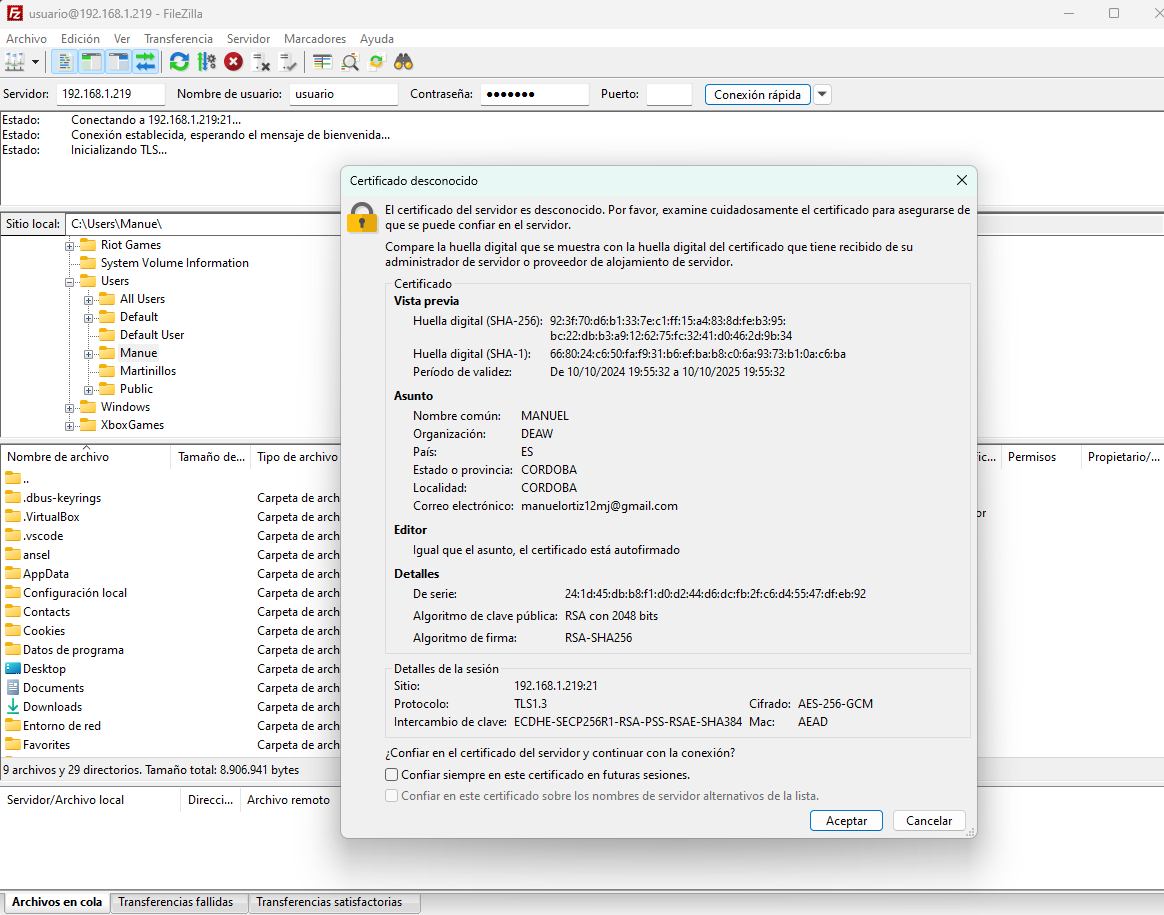 usuario@192.168.1.219 - FileZilla
Archivo Edición Ver Transferencia Servidor Marcadores Ayuda
Servidor: 192.168.1.219 Nombre de usuario: usuario Contraseña: ●●●●●●● Puerto: Conexión rápida
Estado: Conectando a 192.168.1.219:21...
Estado: Conexión establecida, esperando el mensaje de bienvenida...
Estado: Inicializando TLS...
Sitio local: C:\Users\Manue\
Riot Games
System Volume Information
Users
All Users
Default
Default User
Manue
Martinillos
Public
Windows
XboxGames
Nombre de archivo Tamaño de... Tipo de archivo
..
.dbus-keyrings Carpeta de arch
.VirtualBox Carpeta de arch
.vscode Carpeta de arch
ansel Carpeta de arch
AppData Carpeta de arch
Configuración local Carpeta de arch
Contacts Carpeta de arch
Cookies Carpeta de arch
Datos de programa Carpeta de arch
Desktop Carpeta de arch
Documents Carpeta de arch
Downloads Carpeta de arch
Entorno de red Carpeta de arch
Favorites Carpeta de arch
9 archivos y 29 directorios. Tamaño total: 8.906.941 bytes
ic... Permisos Propietario/...
or
Servidor/Archivo local Direcci... Archivo remoto
Archivos en cola Transferencias fallidas Transferencias satisfactorias
Certificado desconocido
El certificado del servidor es desconocido. Por favor, examine cuidadosamente el certificado para asegurarse de
que se puede confiar en el servidor.
Compare la huella digital que se muestra con la huella digital del certificado que tiene recibido de su
administrador de servidor o proveedor de alojamiento de servidor.
Certificado
Vista previa
Huella digital (SHA-256): 92:3f:70:d6:b1:33:7e:c1:ff:15:a4:83:8d:fe:b3:95:
bc:22:db:b3:a9:12:62:75:fc:32:41:d0:46:2d:9b:34
Huella digital (SHA-1): 66:80:24:c6:50:fa:f9:31:b6:ef:ba:b8:c0:6a:93:73:b1:0a:c6:ba
Período de validez: De 10/10/2024 19:55:32 a 10/10/2025 19:55:32
Asunto
Nombre común: MANUEL
Organización: DEAW
País: ES
Estado o provincia: CORDOBA
Localidad: CORDOBA
Correo electrónico: manuelortiz12mj@gmail.com
Editor
Igual que el asunto, el certificado está autofirmado
Detalles
De serie: 24:1d:45:db:b8:f1:d0:d2:44:d6:dc:fb:2f:c6:d4:55:47:df:eb:92
Algoritmo de clave pública: RSA con 2048 bits
Algoritmo de firma: RSA-SHA256
Detalles de la sesión
Sitio: 192.168.1.219:21
Protocolo: TLS1.3 Cifrado: AES-256-GCM
Intercambio de clave: ECDHE-SECP256R1-RSA-PSS-RSAE-SHA384 Mac: AEAD
¿Confiar en el certificado del servidor y continuar con la conexión?
Confiar siempre en este certificado en futuras sesiones.
Confiar en este certificado sobre los nombres de servidor alternativos de la lista.
Aceptar Cancelar